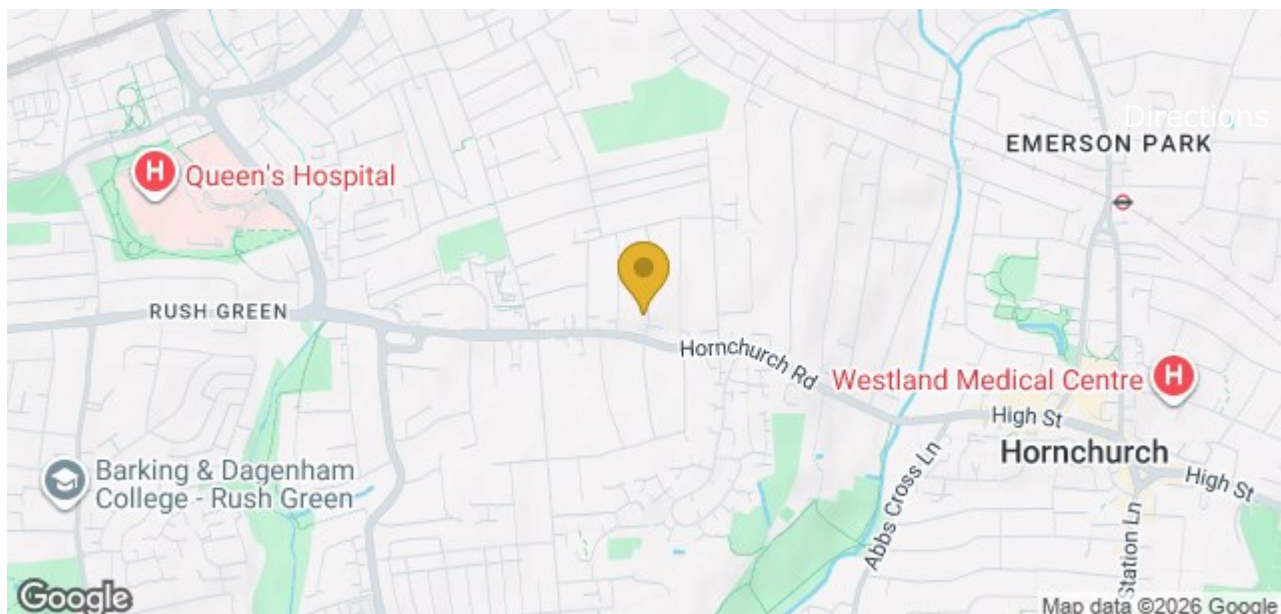 Directions
EMERSON PARK
H
Queen's Hospital
RUSH GREEN
Hornchurch Rd
Westland Medical Centre
H
High St
Hornchurch
Barking & Dagenham
College - Rush Green
Abbs Cross Ln
High St
Station Ln
Google
Map data ©2026 Google